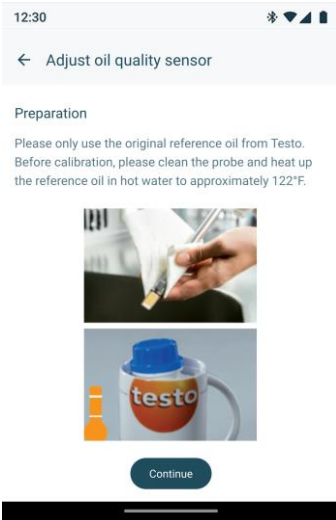 12:30
Adjust oil quality sensor
Preparation
Please only use the original reference oil from Testo.
Before calibration, please clean the probe and heat up
the reference oil in hot water to approximately 122°F.
testo
Continue